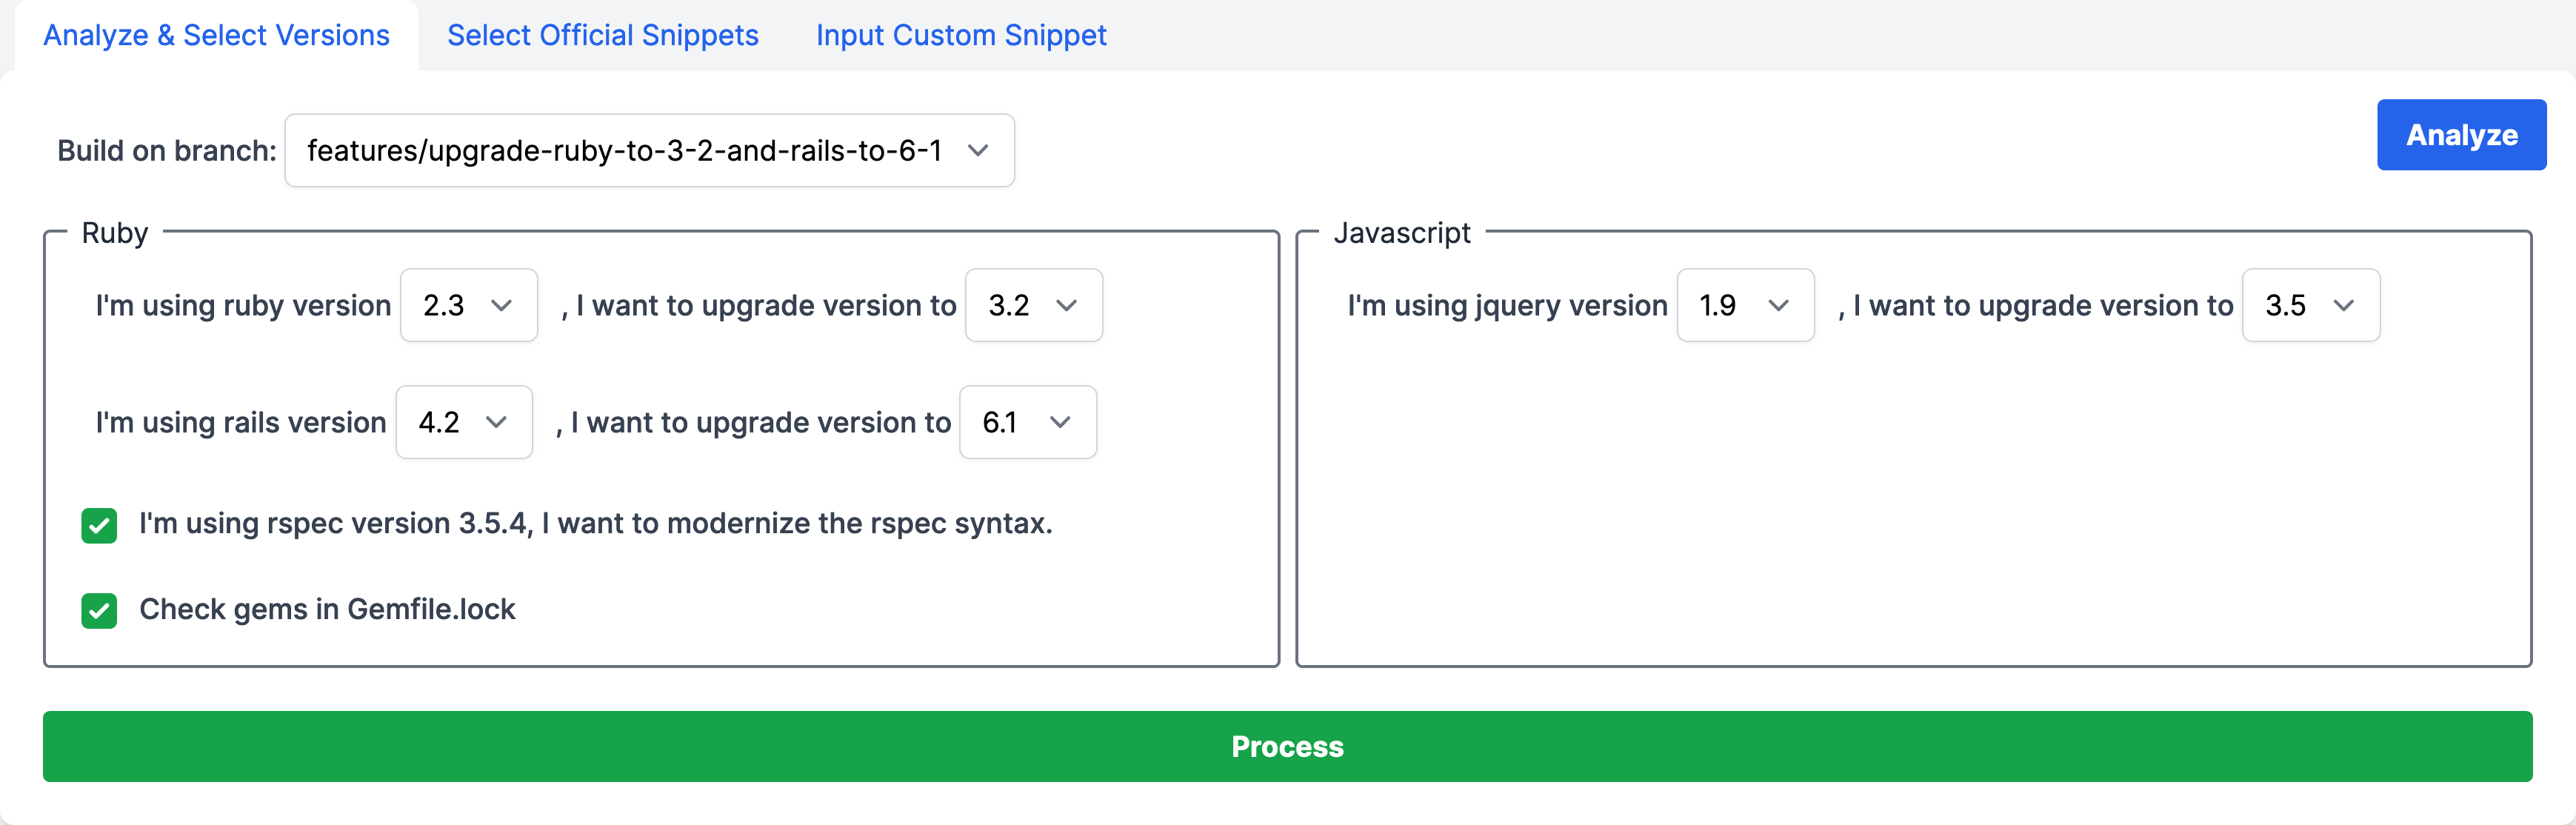 Analyze & Select Versions Select Official Snippets Input Custom Snippet
Build on branch: features/upgrade-ruby-to-3-2-and-rails-to-6-1
Analyze
Ruby
I'm using ruby version 2.3 , I want to upgrade version to 3.2
I'm using rails version 4.2 , I want to upgrade version to 6.1
I'm using rspec version 3.5.4, I want to modernize the rspec syntax.
Check gems in Gemfile.lock
Javascript
I'm using jquery version 1.9 , I want to upgrade version to 3.5
Process